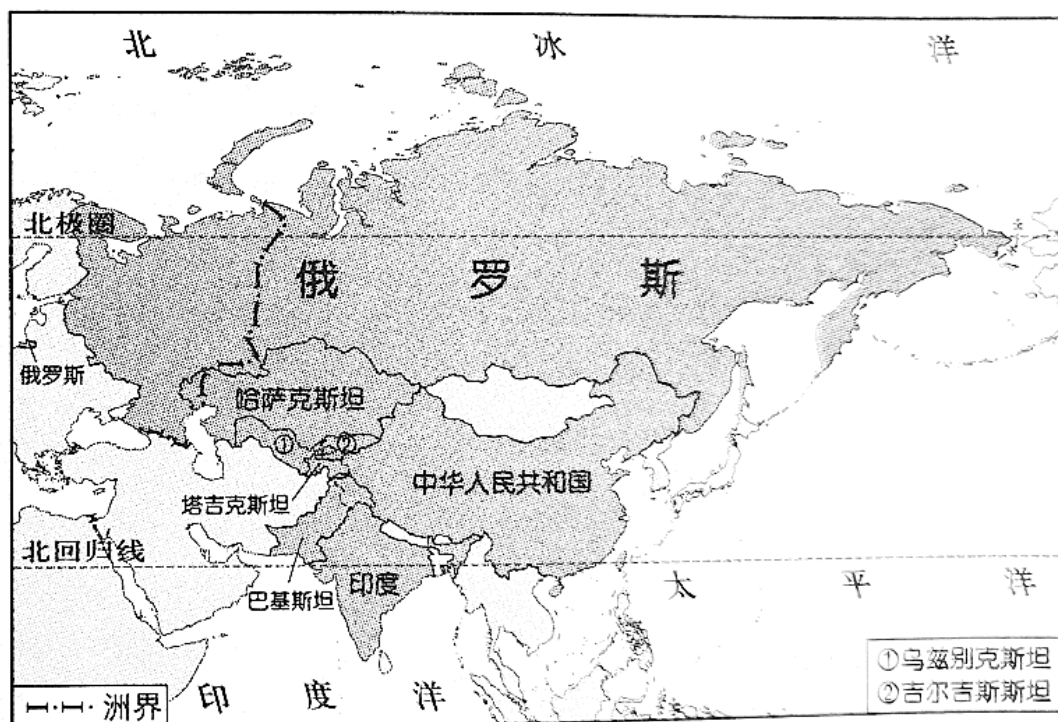 北冰洋
北极圈
俄罗斯
俄罗斯
哈萨克斯坦
① ②
中华人民共和国
塔吉克斯坦
北回归线
巴基斯坦
印度
太平洋
①乌兹别克斯坦
②吉尔吉斯斯坦
洲界
印度洋